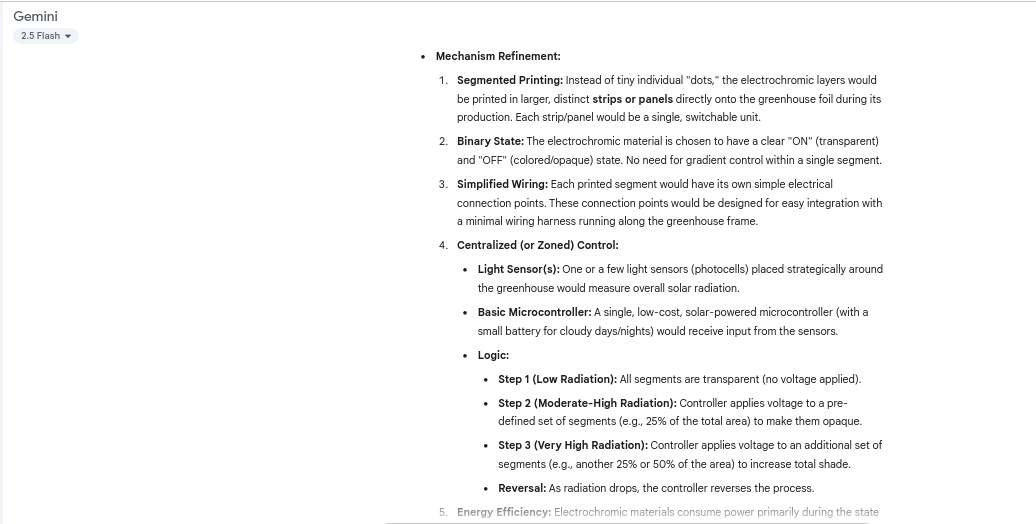 Gemini
2.5 Flash
• Mechanism Refinement:
1. Segmented Printing: Instead of tiny individual "dots," the electrochromic layers would
be printed in larger, distinct strips or panels directly onto the greenhouse foil during its
production. Each strip/panel would be a single, switchable unit.
2. Binary State: The electrochromic material is chosen to have a clear "ON" (transparent)
and "OFF" (colored/opaque) state. No need for gradient control within a single segment.
3. Simplified Wiring: Each printed segment would have its own simple electrical
connection points. These connection points would be designed for easy integration with
a minimal wiring harness running along the greenhouse frame.
4. Centralized (or Zoned) Control:
• Light Sensor(s): One or a few light sensors (photocells) placed strategically around
the greenhouse would measure overall solar radiation.
• Basic Microcontroller: A single, low-cost, solar-powered microcontroller (with a
small battery for cloudy days/nights) would receive input from the sensors.
• Logic:
• Step 1 (Low Radiation): All segments are transparent (no voltage applied).
• Step 2 (Moderate-High Radiation): Controller applies voltage to a pre-
defined set of segments (e.g., 25% of the total area) to make them opaque.
• Step 3 (Very High Radiation): Controller applies voltage to an additional set of
segments (e.g., another 25% or 50% of the area) to increase total shade.
• Reversal: As radiation drops, the controller reverses the process.
5. Energy Efficiency: Electrochromic materials consume power primarily during the state